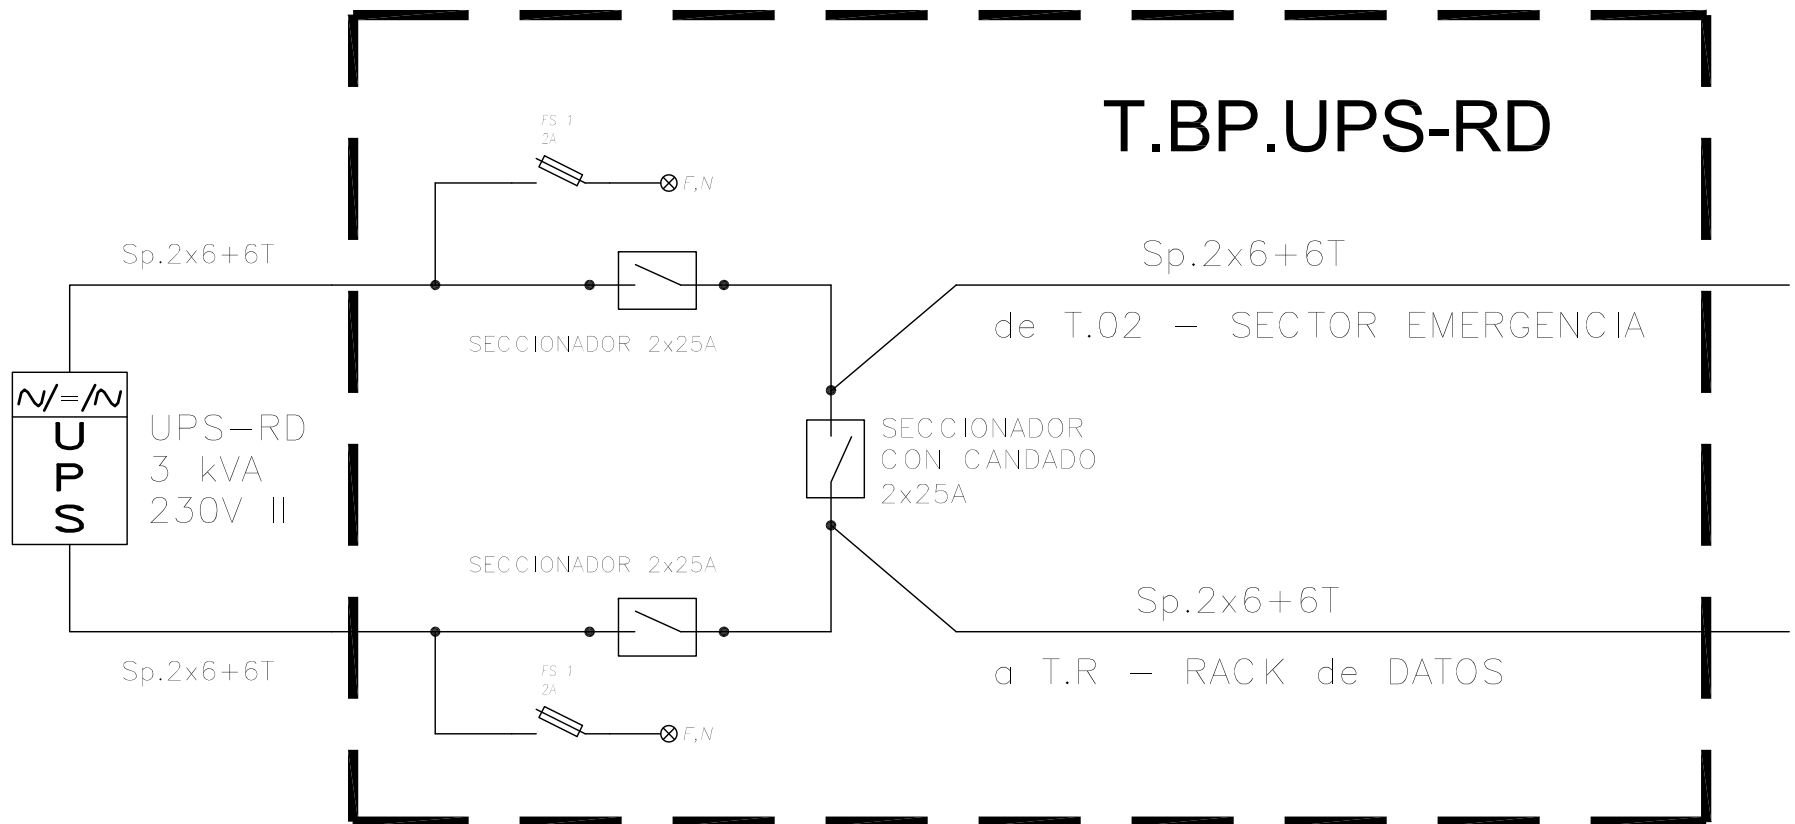 T.BP.UPS-RD
FS 1
2A
F,N
Sp.2x6+6T
Sp.2x6+6T
SECCIONADOR 2x25A
de T.02 - SECTOR EMERGENCIA
N/=/N
UPS
UPS-RD
3 kVA
230V II
SECCIONADOR
CON CANDADO
2x25A
SECCIONADOR 2x25A
Sp.2x6+6T
Sp.2x6+6T
a T.R - RACK de DATOS
FS 1
2A
F,N